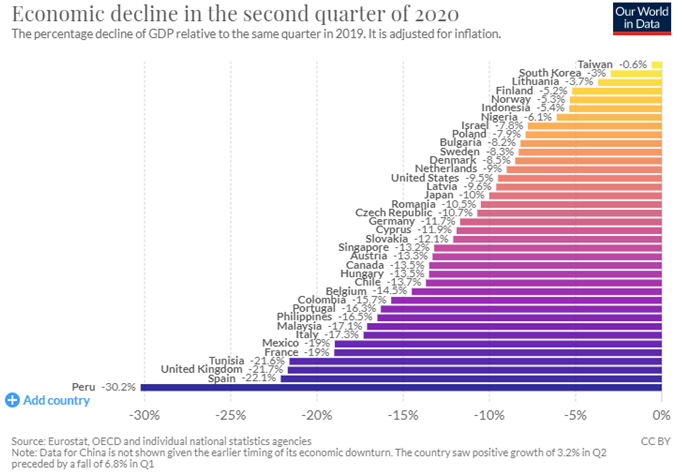 Economic decline in the second quarter of 2020
The percentage decline of GDP relative to the same quarter in 2019. It is adjusted for inflation.
Our World
in Data
Taiwan -0.6%
South Korea -3%
Lithuania -3.7%
Finland -5.2%
Norway -5.3%
Indonesia -5.4%
Nigeria -6.1%
Israel -7.8%
Poland -7.9%
Bulgaria -8.2%
Sweden -8.3%
Denmark -8.5%
Netherlands -9%
United States -9.5%
Latvia -9.6%
Japan -10%
Romania -10.5%
Czech Republic -10.7%
Germany -11.7%
Cyprus -11.9%
Slovakia -12.1%
Singapore -13.2%
Austria -13.3%
Canada -13.5%
Hungary -13.5%
Chile -13.7%
Belgium -14.5%
Colombia -15.7%
Portugal -16.3%
Philippines -16.5%
Malaysia -17.1%
Italy -17.3%
Mexico -19%
France -19%
Tunisia -21.6%
United Kingdom -21.7%
Spain -22.1%
Peru -30.2%
Add country
-30% -25% -20% -15% -10% -5% 0%
Source: Eurostat, OECD and individual national statistics agencies
CC BY
Note: Data for China is not shown given the earlier timing of its economic downturn. The country saw positive growth of 3.2% in Q2
preceded by a fall of 6.8% in Q1